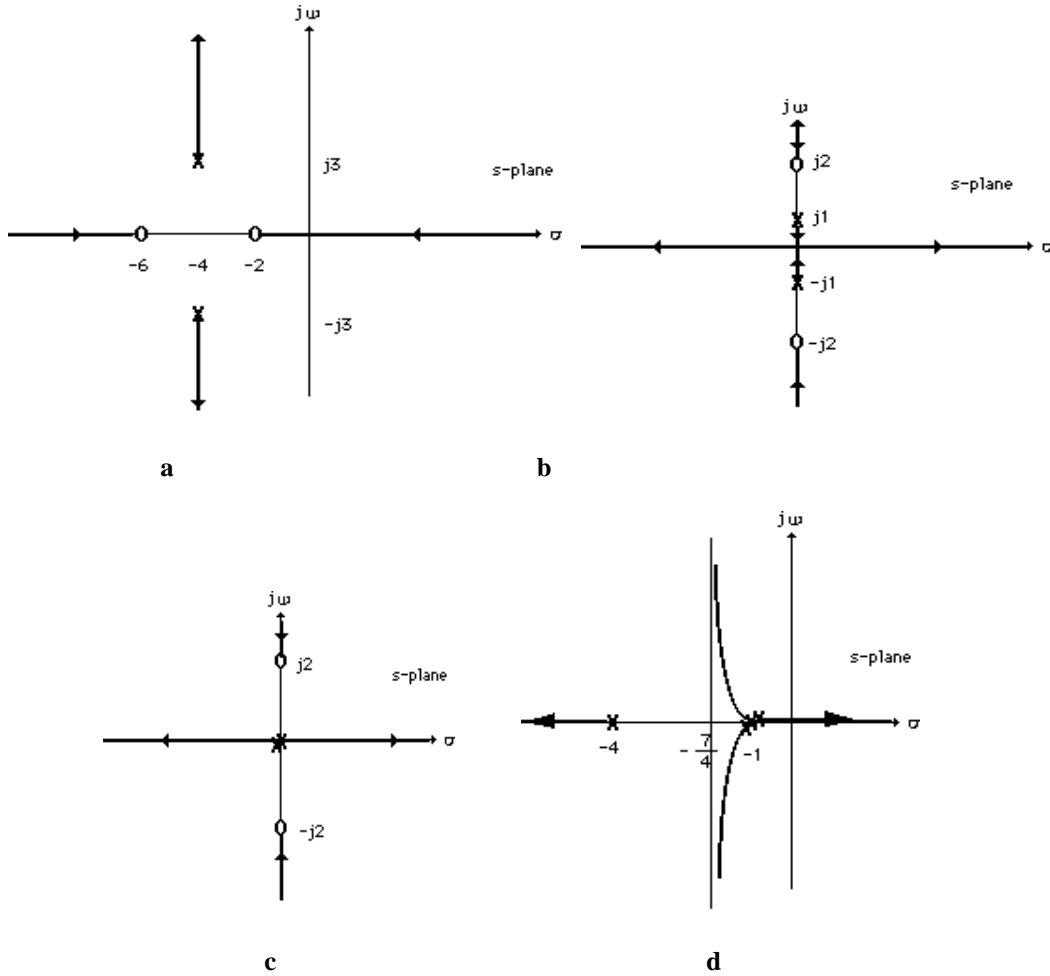 jω
j3
s-plane
σ
-6 -4 -2
-j3
a
jω
j2
s-plane
j1
σ
-j1
-j2
b
jω
j2
s-plane
σ
-j2
c
jω
s-plane
σ
-4 - 7/4 -1
d